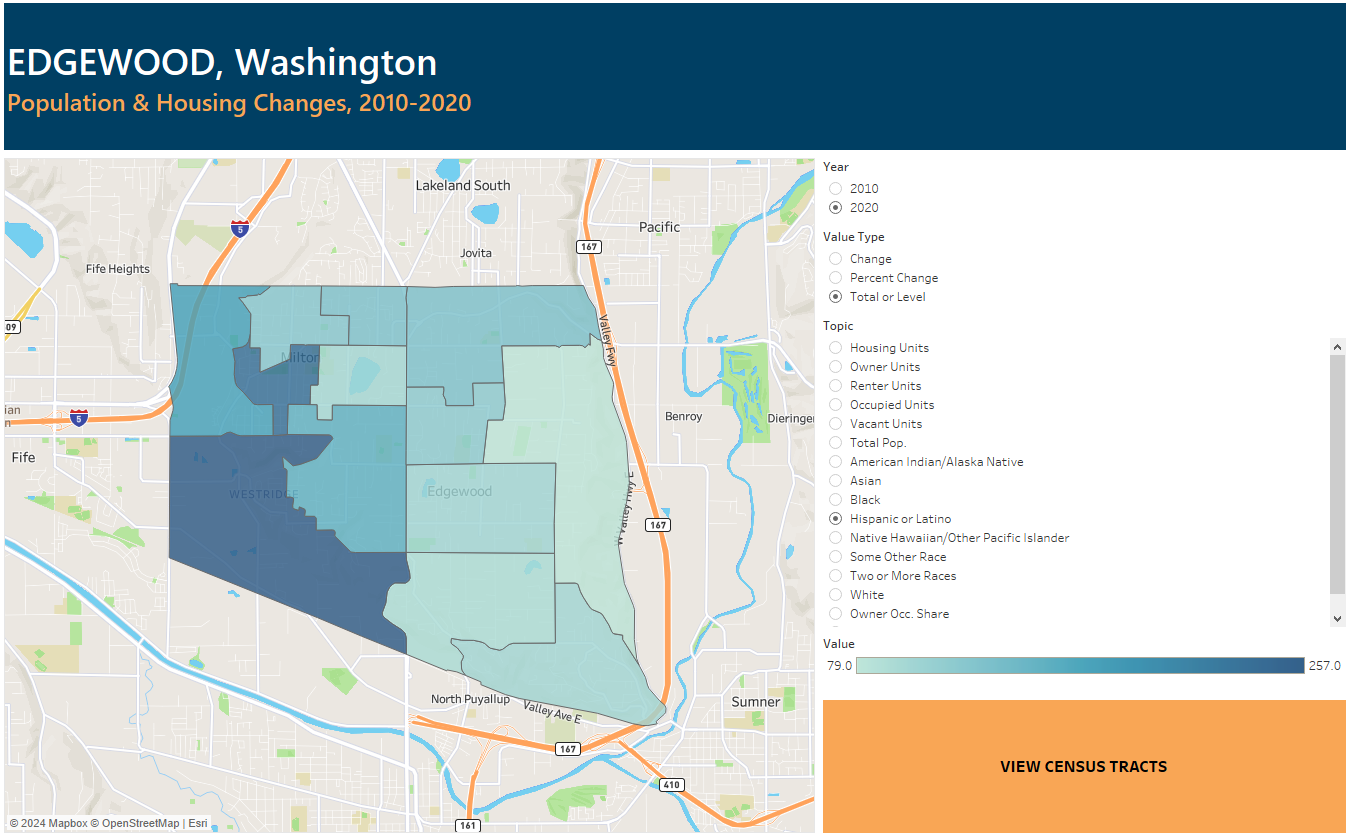 EDGEWOOD, Washington
Population & Housing Changes, 2010-2020
Lakeland South
5
Pacific
167
Jovita
Fife Heights
09
Valley Fwy
Milton
ian
n
5
Benroy
Dieringer
Fife
WESTRIDGE
Edgewood
W Valley Hwy E
167
North Puyallup
Valley Ave E
Sumner
167
410
161
© 2024 Mapbox © OpenStreetMap | Esri
Year
2010
2020
Value Type
Change
Percent Change
Total or Level
Topic
Housing Units
Owner Units
Renter Units
Occupied Units
Vacant Units
Total Pop.
American Indian/Alaska Native
Asian
Black
Hispanic or Latino
Native Hawaiian/Other Pacific Islander
Some Other Race
Two or More Races
White
Owner Occ. Share
Value
79.0
257.0
VIEW CENSUS TRACTS